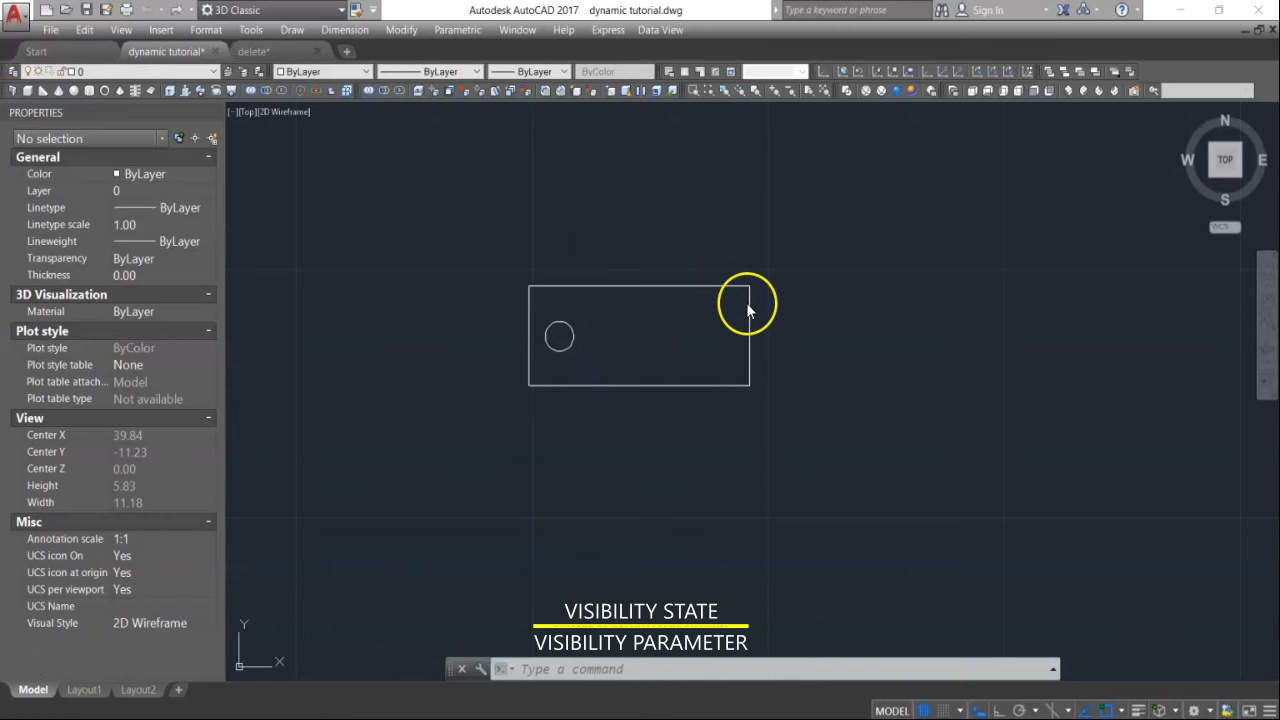 3D Classic
Autodesk AutoCAD 2017 dynamic tutorial.dwg
Type a keyword or phrase
Sign In
File Edit View Insert Format Tools Draw Dimension Modify Parametric Window Help Express Data View
Start
dynamic tutorial*
delete*
0
ByLayer
ByLayer
ByLayer
ByColor
PROPERTIES
[−][Top][2D Wireframe]
No selection
General
Color ByLayer
Layer 0
Linetype ByLayer
Linetype scale 1.00
Lineweight ByLayer
Transparency ByLayer
Thickness 0.00
3D Visualization
Material ByLayer
Plot style
Plot style ByColor
Plot style table None
Plot table attach... Model
Plot table type Not available
View
Center X 39.84
Center Y -11.23
Center Z 0.00
Height 5.83
Width 11.18
Misc
Annotation scale 1:1
UCS icon On Yes
UCS icon at origin Yes
UCS per viewport Yes
UCS Name
Visual Style 2D Wireframe
N
W TOP E
S
WCS
Y
X
VISIBILITY STATE
VISIBILITY PARAMETER
Type a command
Model Layout1 Layout2
MODEL